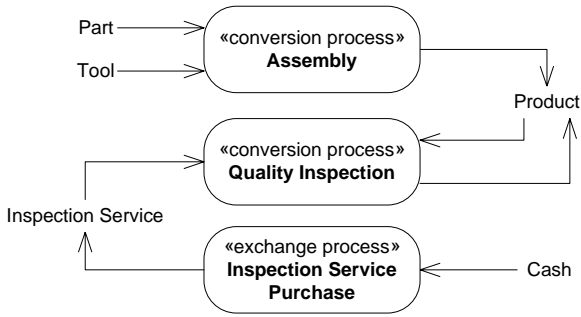 Part
«conversion process»
Assembly
Tool
Product
«conversion process»
Quality Inspection
Inspection Service
«exchange process»
Inspection Service
Purchase
Cash